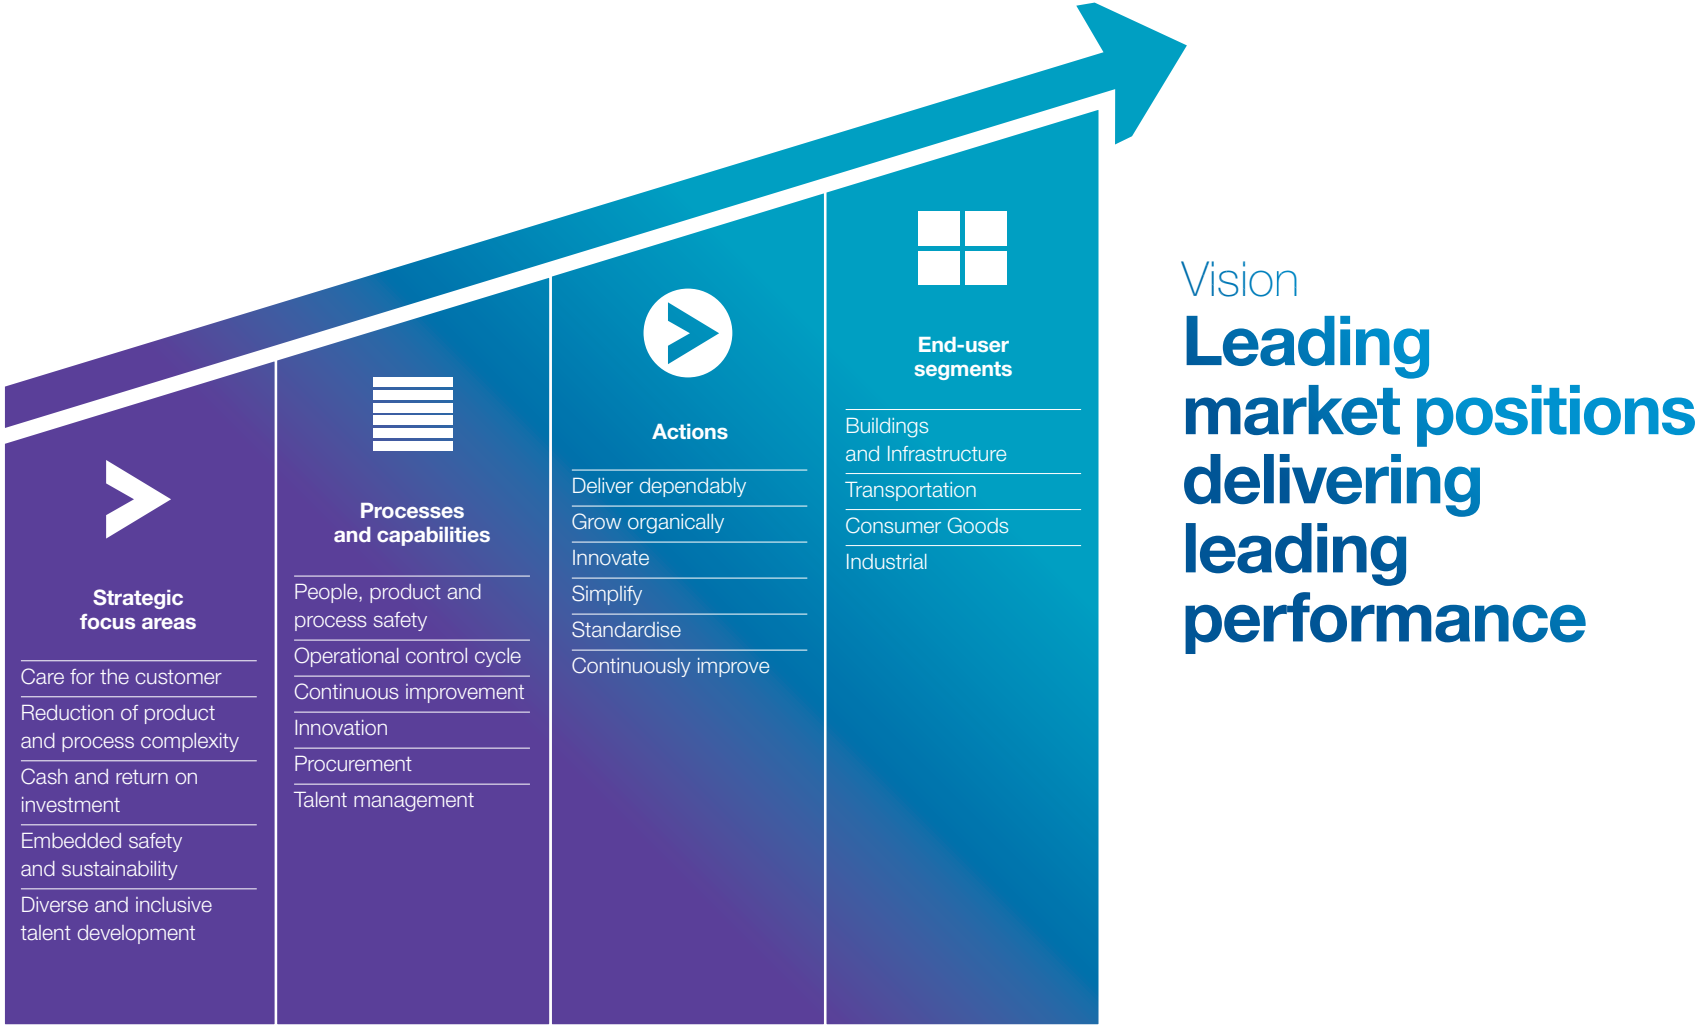 Strategic
focus areas
Care for the customer
Reduction of product
and process complexity
Cash and return on
investment
Embedded safety
and sustainability
Diverse and inclusive
talent development
Processes
and capabilities
People, product and
process safety
Operational control cycle
Continuous improvement
Innovation
Procurement
Talent management
Actions
Deliver dependably
Grow organically
Innovate
Simplify
Standardise
Continuously improve
End-user
segments
Buildings
and Infrastructure
Transportation
Consumer Goods
Industrial
Vision
Leading
market positions
delivering
leading
performance